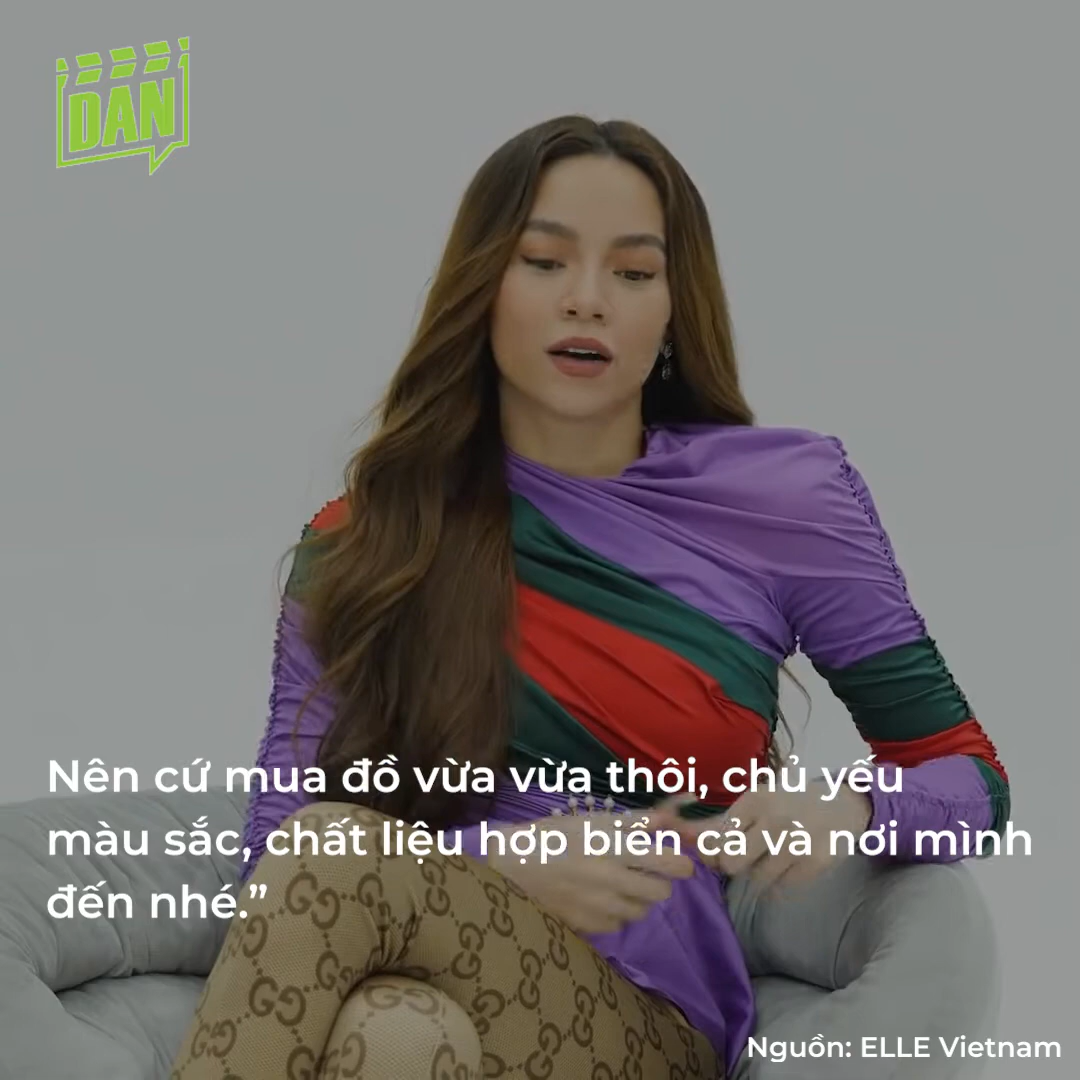 DAN
Nên cứ mua đồ vừa vừa thôi, chủ yếu
màu sắc, chất liệu hợp biển cả và nơi mình
đến nhé.”
Nguồn: ELLE Vietnam